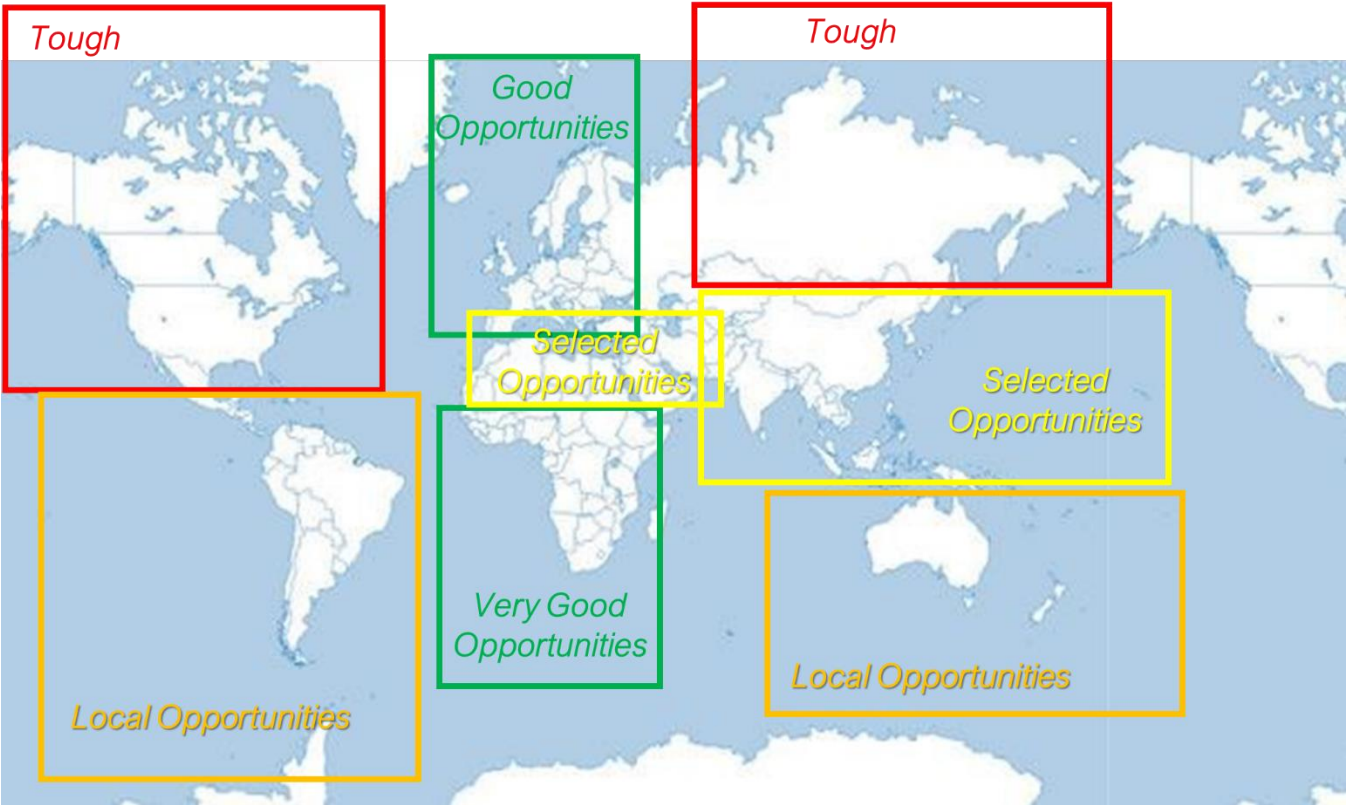 Tough
Tough
Good
Opportunities
Selected
Opportunities
Selected
Opportunities
Very Good
Opportunities
Local Opportunities
Local Opportunities